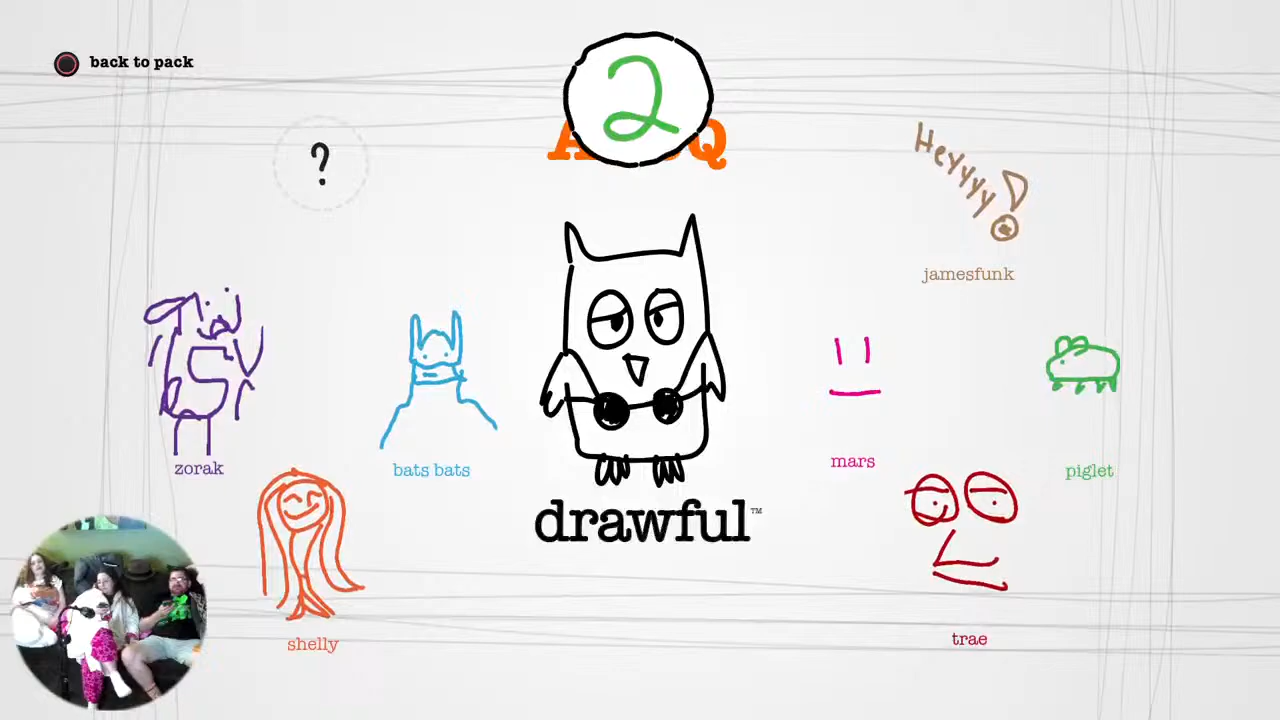 back to pack
2
A Q
?
Heyyyy!
jamesfunk
zorak
bats bats
mars
piglet
drawful™
shelly
trae